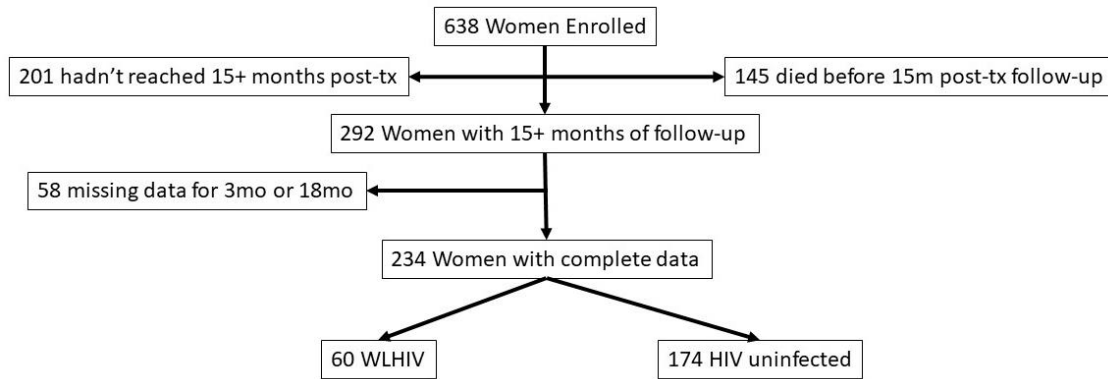 638 Women Enrolled
201 hadn’t reached 15+ months post-tx
145 died before 15m post-tx follow-up
292 Women with 15+ months of follow-up
58 missing data for 3mo or 18mo
234 Women with complete data
60 WLHIV
174 HIV uninfected